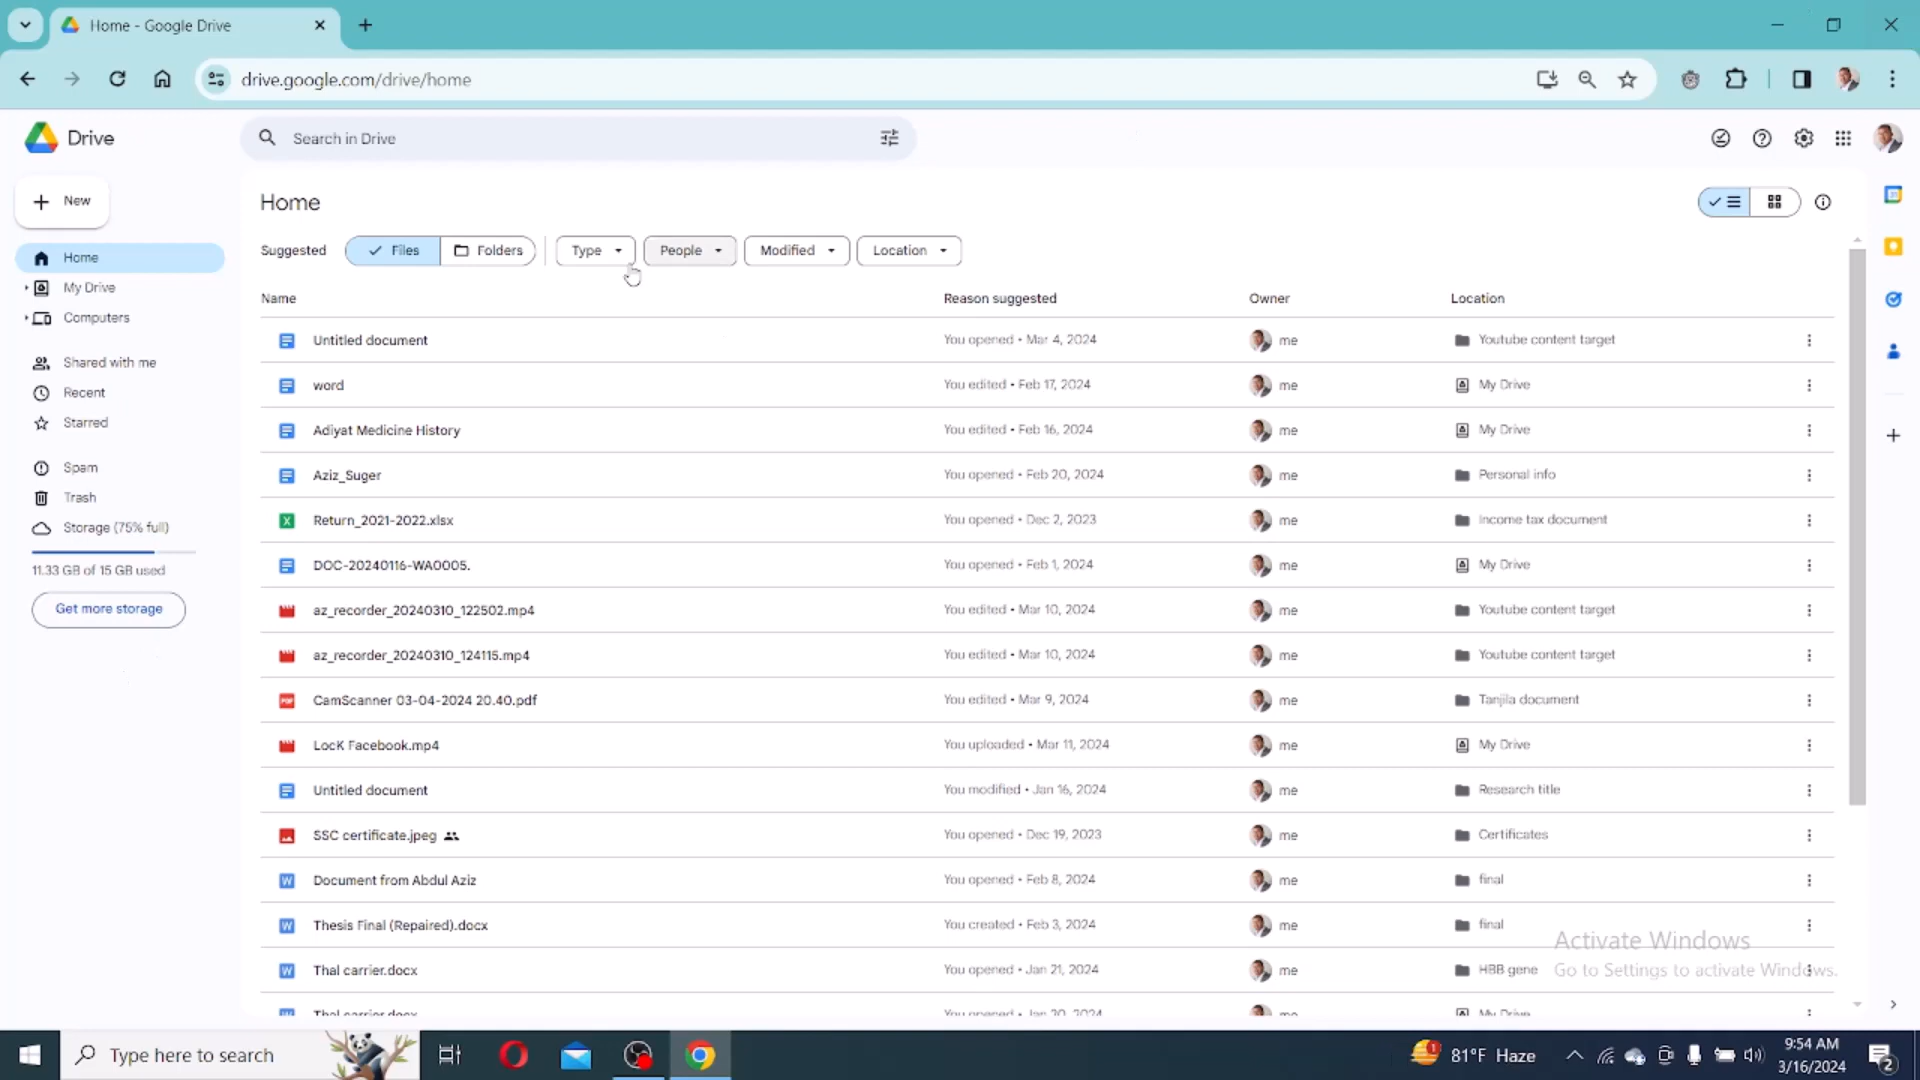 Home - Google Drive
drive.google.com/drive/home
Drive
Search in Drive
New
Home
My Drive
Computers
Shared with me
Recent
Starred
Spam
Trash
Storage (75% full)
11.33 GB of 15 GB used
Get more storage
Home
Suggested Files Folders Type People Modified Location
Name Reason suggested Owner Location
Untitled document You opened • Mar 4, 2024 me Youtube content target
word You edited • Feb 17, 2024 me My Drive
Adiyat Medicine History You edited • Feb 16, 2024 me My Drive
Aziz_Suger You opened • Feb 20, 2024 me Personal info
Return_2021-2022.xlsx You opened • Dec 2, 2023 me Income tax document
DOC-20240116-WA0005. You opened • Feb 1, 2024 me My Drive
az_recorder_20240310_122502.mp4 You edited • Mar 10, 2024 me Youtube content target
az_recorder_20240310_124115.mp4 You edited • Mar 10, 2024 me Youtube content target
CamScanner 03-04-2024 20.40.pdf You edited • Mar 9, 2024 me Tanjila document
LocK Facebook.mp4 You uploaded • Mar 11, 2024 me My Drive
Untitled document You modified • Jan 16, 2024 me Research title
SSC certificate.jpeg You opened • Dec 19, 2023 me Certificates
Document from Abdul Aziz You opened • Feb 8, 2024 me final
Thesis Final (Repaired).docx You created • Feb 3, 2024 me final
Thal carrier.docx You opened • Jan 21, 2024 me HBB gene
Thal carrier.docx You opened • Jan 20, 2024 me My Drive
Activate Windows
Go to Settings to activate Windows.
Type here to search
81°F Haze
9:54 AM
3/16/2024
2